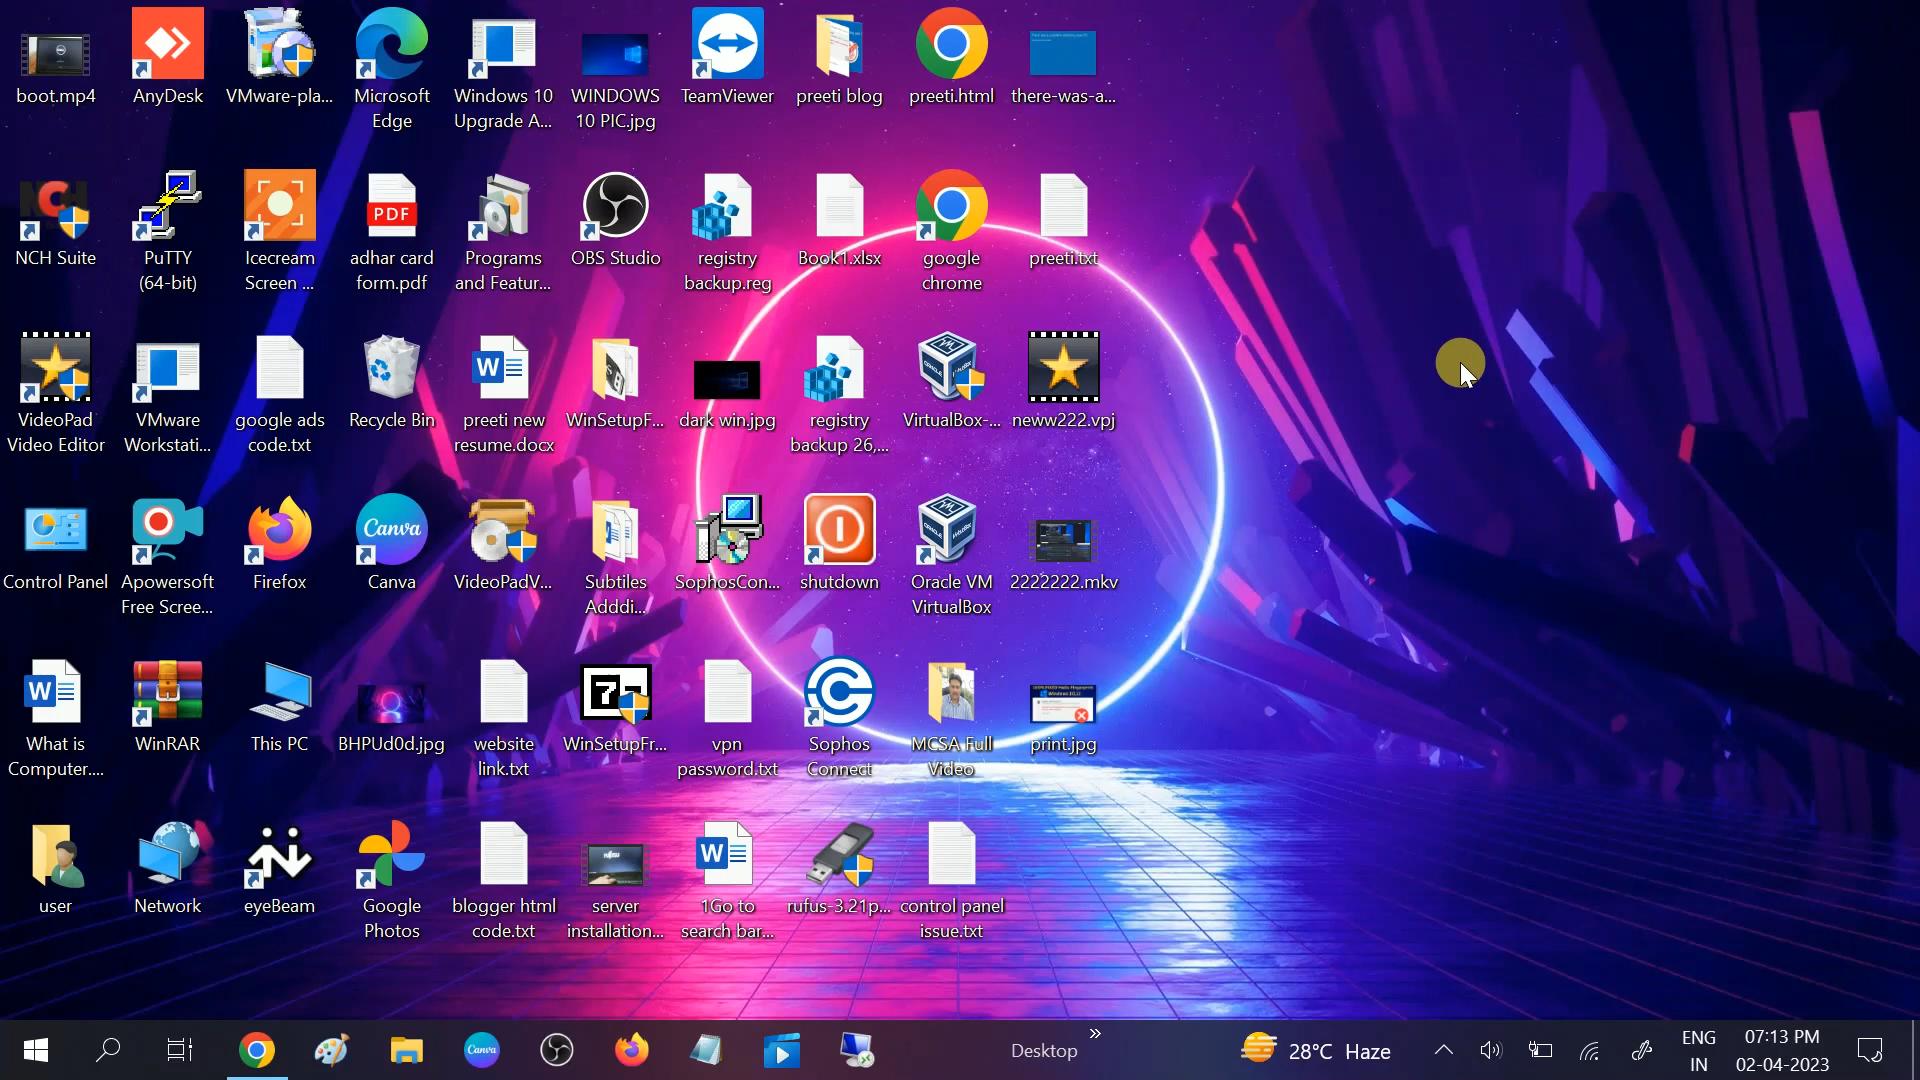 boot.mp4
AnyDesk
VMware-pla...
Microsoft
Edge
Windows 10
Upgrade A...
WINDOWS
10 PIC.jpg
TeamViewer
preeti blog
preeti.html
there-was-a...
NCH Suite
PuTTY
(64-bit)
Icecream
Screen ...
PDF
adhar card
form.pdf
Programs
and Featur...
OBS Studio
registry
backup.reg
Book1.xlsx
google
chrome
preeti.txt
VideoPad
Video Editor
VMware
Workstati...
google ads
code.txt
Recycle Bin
W
preeti new
resume.docx
WinSetupF...
dark win.jpg
registry
backup 26,...
VirtualBox-...
neww222.vpj
Control Panel
Apowersoft
Free Scree...
Firefox
Canva
Canva
VideoPadV...
Subtiles
Adddi...
SophosCon...
shutdown
Oracle VM
VirtualBox
2222222.mkv
W
What is
Computer....
WinRAR
This PC
BHPUd0d.jpg
website
link.txt
WinSetupFr...
vpn
password.txt
Sophos
Connect
MCSA Full
Video
print.jpg
user
Network
eyeBeam
Google
Photos
blogger html
code.txt
server
installation...
W
1Go to
search bar...
rufus-3.21p...
control panel
issue.txt
Canva
Desktop
28°C Haze
ENG
IN
07:13 PM
02-04-2023